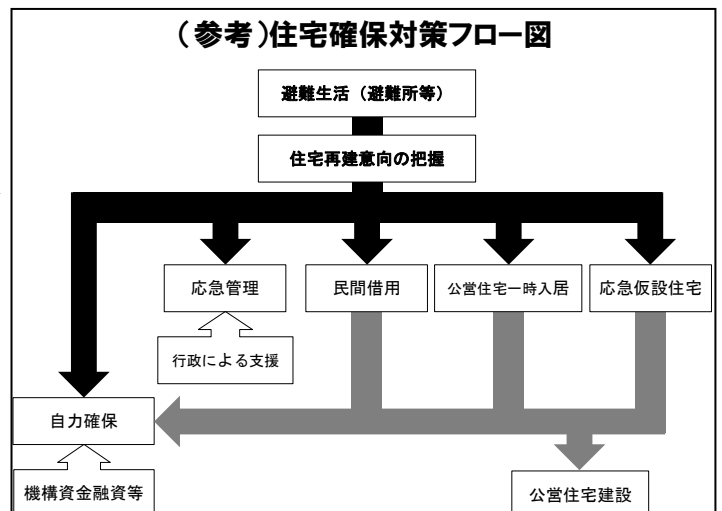 （参考）住宅確保対策フロー図
避難生活（避難所等）
住宅再建意向の把握
応急管理
民間借用
公営住宅一時入居
応急仮設住宅
行政による支援
自力確保
機構資金融資等
公営住宅建設